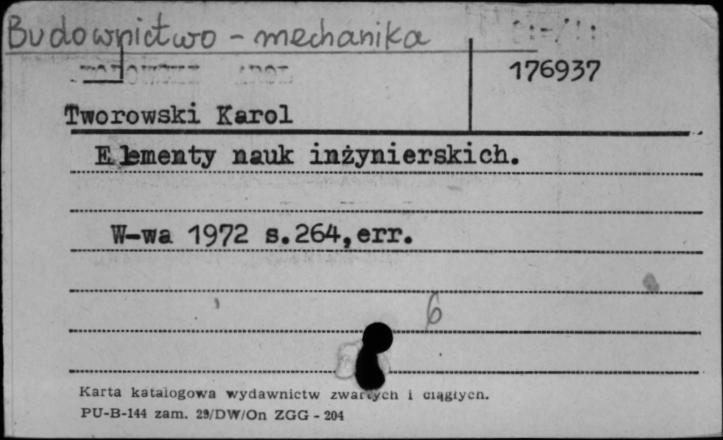 Budownictwo - mechanika
176937
Tworowski Karol
Elementy nauk inżynierskich.
W-wa 1972 s.264,err.
6
Karta katalogowa wydawnictw zwartych i ciągłych.
PU-B-144 zam. 29/DW/On ZGG - 204